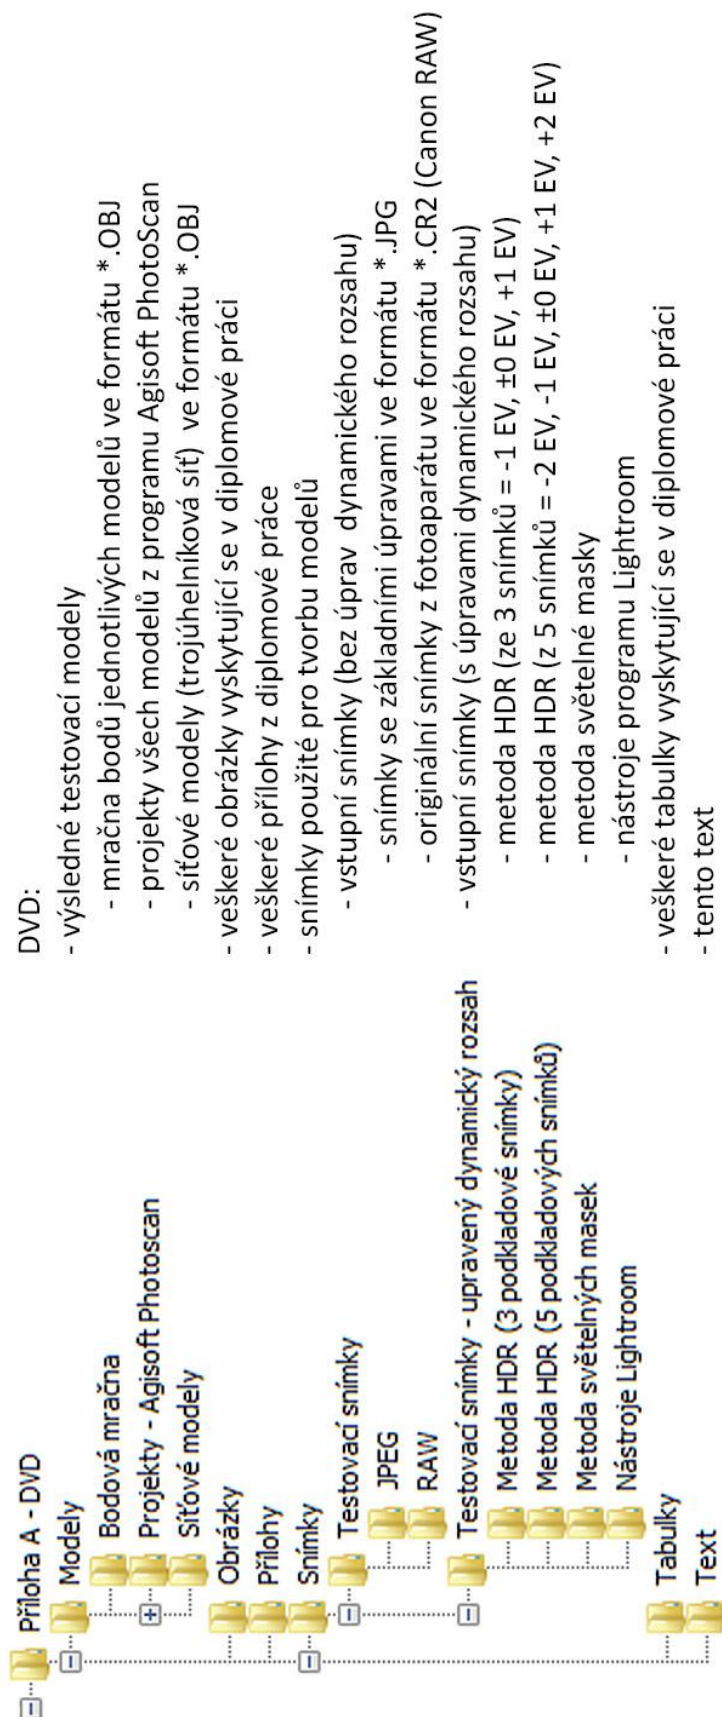 Příloha A - DVD
Modely
Bodová mračna
Projekty - Agisoft Photoscan
Síťové modely
Obrázky
Přílohy
Snímky
Testovací snímky
JPEG
RAW
Testovací snímky - upravený dynamický rozsah
Metoda HDR (3 podkladové snímky)
Metoda HDR (5 podkladových snímků)
Metoda světelných masek
Nástroje Lightroom
Tabulky
Text
DVD:
- výsledné testovací modely
- mračna bodů jednotlivých modelů ve formátu *.OBJ
- projekty všech modelů z programu Agisoft PhotoScan
- síťové modely (trojúhelníková síť) ve formátu *.OBJ
- veškeré obrázky vyskytující se v diplomové práci
- veškeré přílohy z diplomové práce
- snímky použité pro tvorbu modelů
- vstupní snímky (bez úprav dynamického rozsahu)
- snímky se základními úpravami ve formátu *.JPG
- originální snímky z fotoaparátu ve formátu *.CR2 (Canon RAW)
- vstupní snímky (s úpravami dynamického rozsahu)
- metoda HDR (ze 3 snímků = -1 EV, ±0 EV, +1 EV)
- metoda HDR (z 5 snímků = -2 EV, -1 EV, ±0 EV, +1 EV, +2 EV)
- metoda světelné masky
- nástroje programu Lightroom
- veškeré tabulky vyskytující se v diplomové práci
- tento text